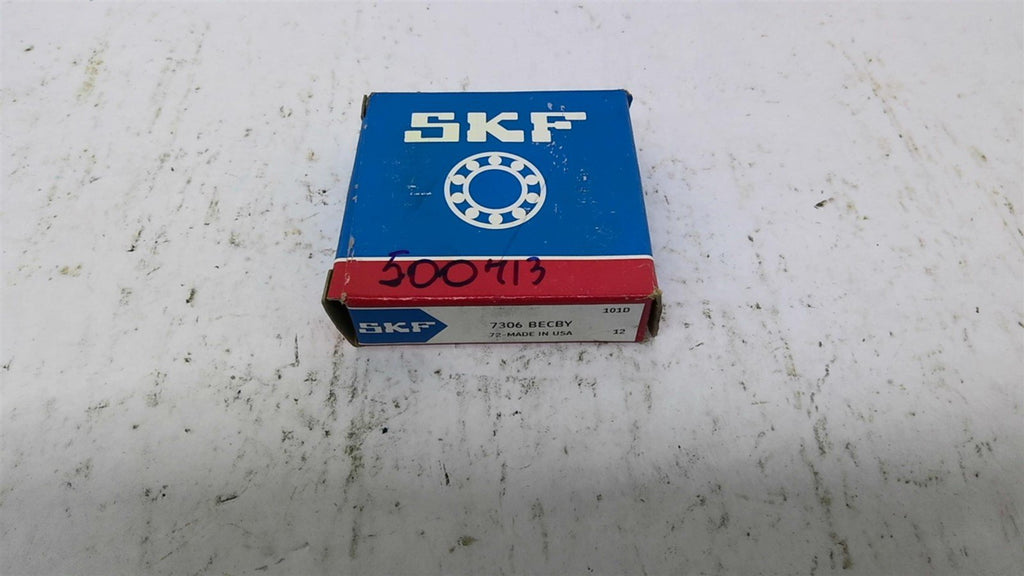 SKF
500413
SKF
7306 BECBY
72-MADE IN USA
101D
12